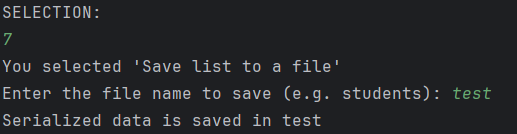 SELECTION:
7
You selected 'Save list to a file'
Enter the file name to save (e.g. students): test
Serialized data is saved in test